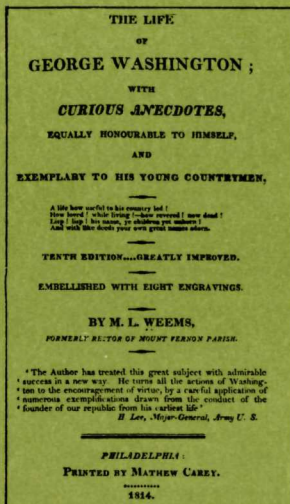 THE LIFE
OF
GEORGE WASHINGTON ;
WITH
CURIOUS ANECDOTES,
EQUALLY HONOURABLE TO HIMSELF,
AND
EXEMPLARY TO HIS YOUNG COUNTRYMEN.
A life how useful to his country led !
How loved ! while living !—how revered ! now dead !
Lisp ! lisp ! his name, ye children yet unborn !
And with like deeds your own great names adorn.
TENTH EDITION....GREATLY IMPROVED.
EMBELLISHED WITH EIGHT ENGRAVINGS.
BY M. L. WEEMS,
FORMERLY RECTOR OF MOUNT VERNON PARISH.
‘ The Author has treated this great subject with admirable
‘ success in a new way. He turns all the actions of Washing-
‘ ton to the encouragement of virtue, by a careful application of
‘ numerous exemplifications drawn from the conduct of the
‘ founder of our republic from his earliest life’
H Lee, Major-General, Army U. S.
PHILADELPHIA :
PRINTED BY MATHEW CAREY.
1814.